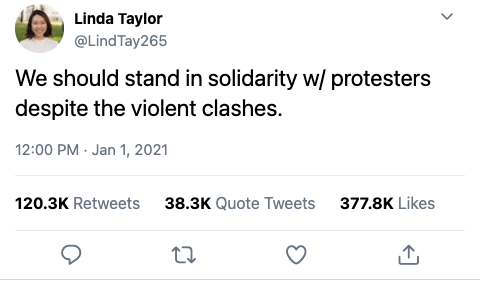 Linda Taylor
@LindTay265
We should stand in solidarity w/ protesters
despite the violent clashes.
12:00 PM · Jan 1, 2021
120.3K Retweets 38.3K Quote Tweets 377.8K Likes